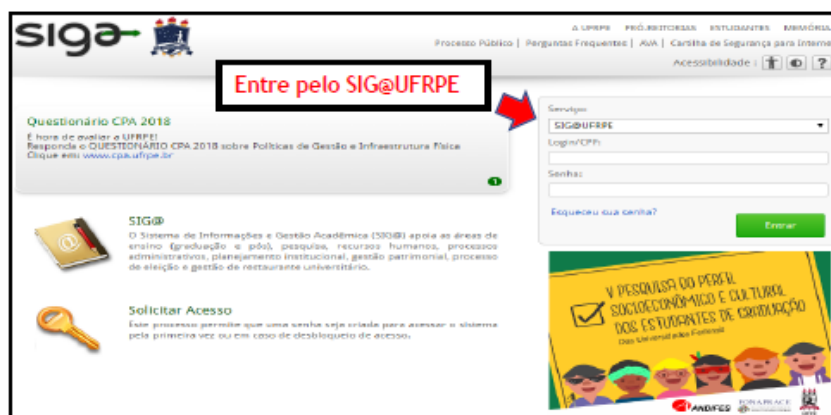 sig@
A UFRPE PRÓ-REITORIAS ESTUDANTES MEMÓRIA
Processo Público | Perguntas Frequentes | AVA | Cartilha de Segurança para Interne
Acessibilidade :
Entre pelo SIG@UFRPE
Questionário CPA 2018
É hora de avaliar a UFRPE!
Responda o QUESTIONÁRIO CPA 2018 sobre Políticas de Gestão e Infraestrutura Física
Clique em: www.cpa.ufrpe.br
1
Serviço:
SIG@UFRPE
Login/CPF:
Senha:
Esqueceu sua senha?
Entrar
SIG@
O Sistema de Informações e Gestão Acadêmica (SIG@) apoia as áreas de
ensino (graduação e pós), pesquisa, recursos humanos, processos
administrativos, planejamento institucional, gestão patrimonial, processo
de eleição e gestão de restaurante universitário.
Solicitar Acesso
Este processo permite que uma senha seja criada para acessar o sistema
pela primeira vez ou em caso de desbloqueio de acesso.
V PESQUISA DO PERFIL
SOCIOECONÔMICO E CULTURAL
DOS ESTUDANTES DE GRADUAÇÃO
Das Universidades Federais
ANDIFES FONAPRACE